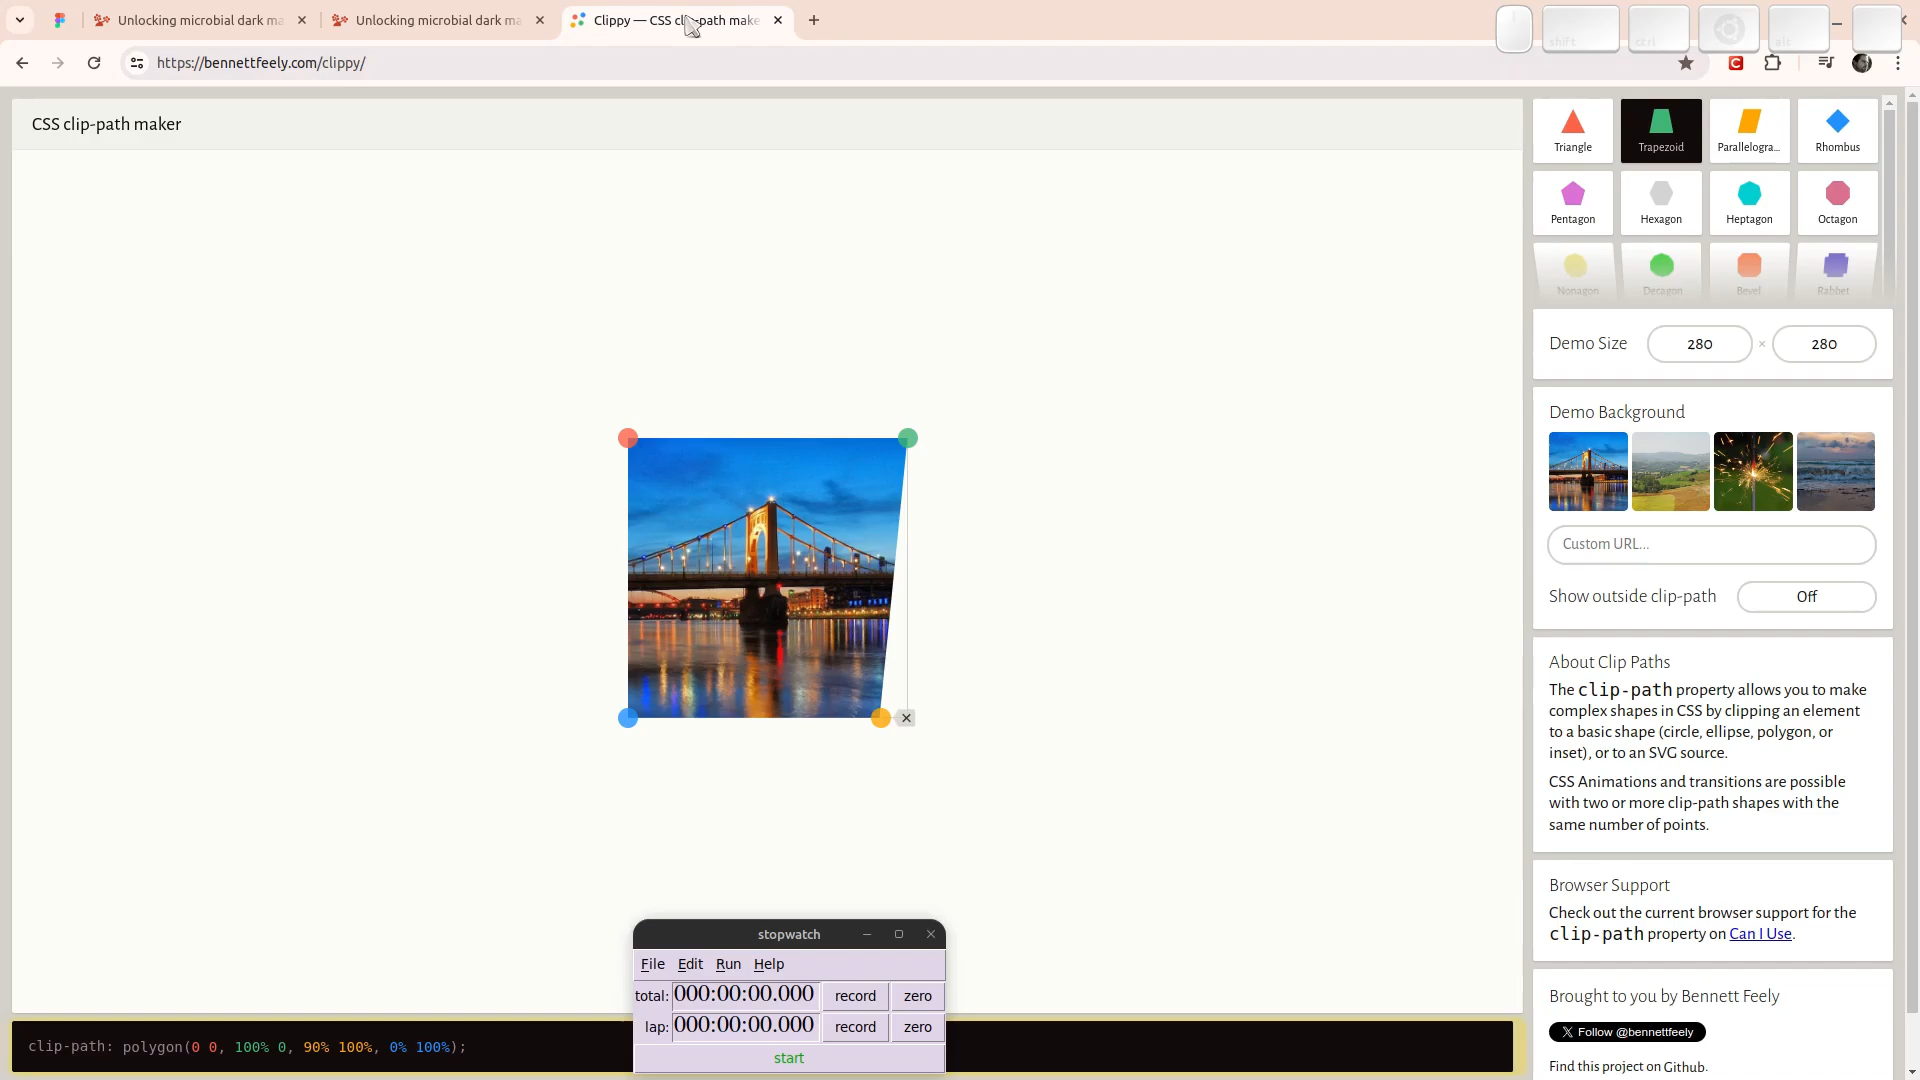 Unlocking microbial dark ma
Unlocking microbial dark ma
Clippy — CSS clip-path make
shift
ctrl
alt
https://bennettfeely.com/clippy/
CSS clip-path maker
Triangle
Trapezoid
Parallelogra...
Rhombus
Pentagon
Hexagon
Heptagon
Octagon
Nonagon
Decagon
Bevel
Rabbet
Demo Size
280
×
280
Demo Background
Custom URL...
Show outside clip-path
Off
About Clip Paths
The clip-path property allows you to make
complex shapes in CSS by clipping an element
to a basic shape (circle, ellipse, polygon, or
inset), or to an SVG source.
CSS Animations and transitions are possible
with two or more clip-path shapes with the
same number of points.
Browser Support
Check out the current browser support for the
clip-path property on Can I Use.
Brought to you by Bennett Feely
Follow @bennettfeely
Find this project on Github.
stopwatch
File Edit Run Help
total: 000:00:00.000 record zero
lap: 000:00:00.000 record zero
start
clip-path: polygon(0 0, 100% 0, 90% 100%, 0% 100%);